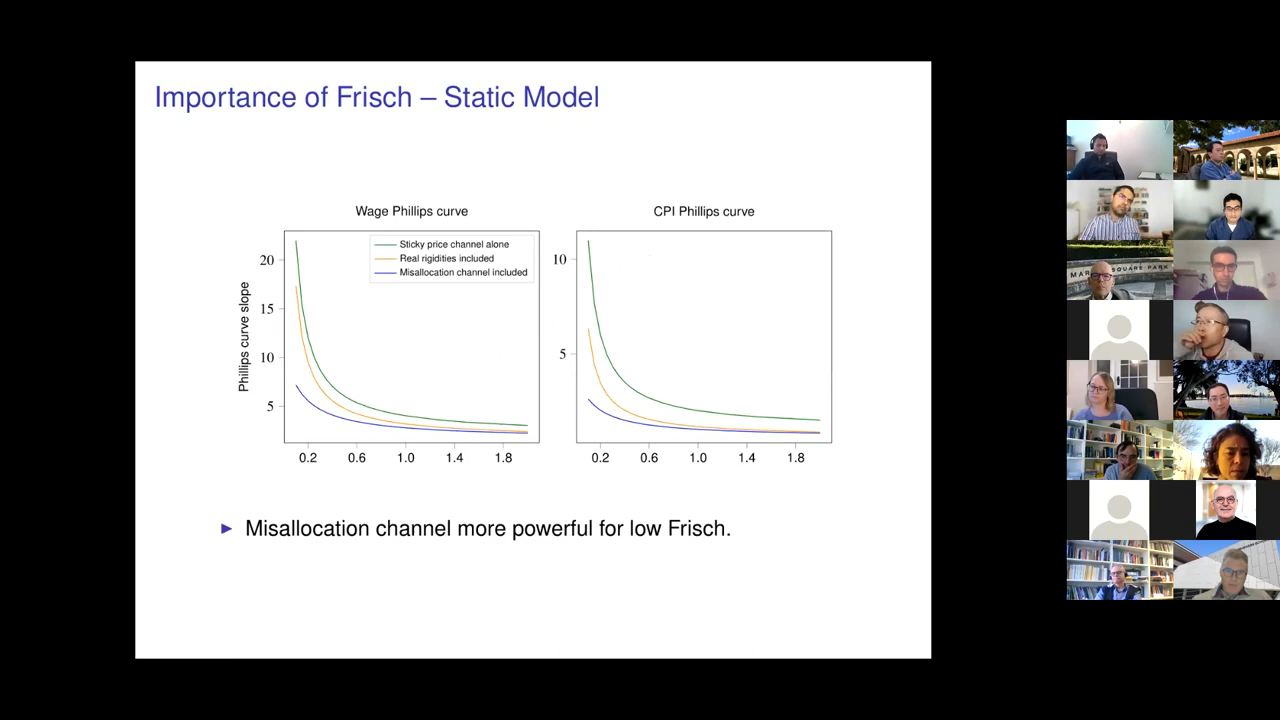 Importance of Frisch – Static Model
Wage Phillips curve
CPI Phillips curve
Sticky price channel alone
Real rigidities included
Misallocation channel included
Phillips curve slope
20
15
10
5
0.2 0.6 1.0 1.4 1.8
10
5
0.2 0.6 1.0 1.4 1.8
► Misallocation channel more powerful for low Frisch.
SQUARE PARK